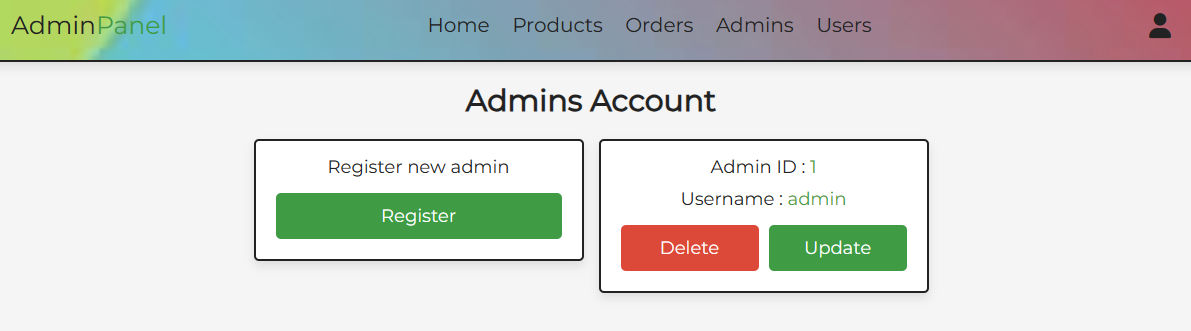 AdminPanel Home Products Orders Admins Users
Admins Account
Register new admin
Register
Admin ID : 1
Username : admin
Delete Update